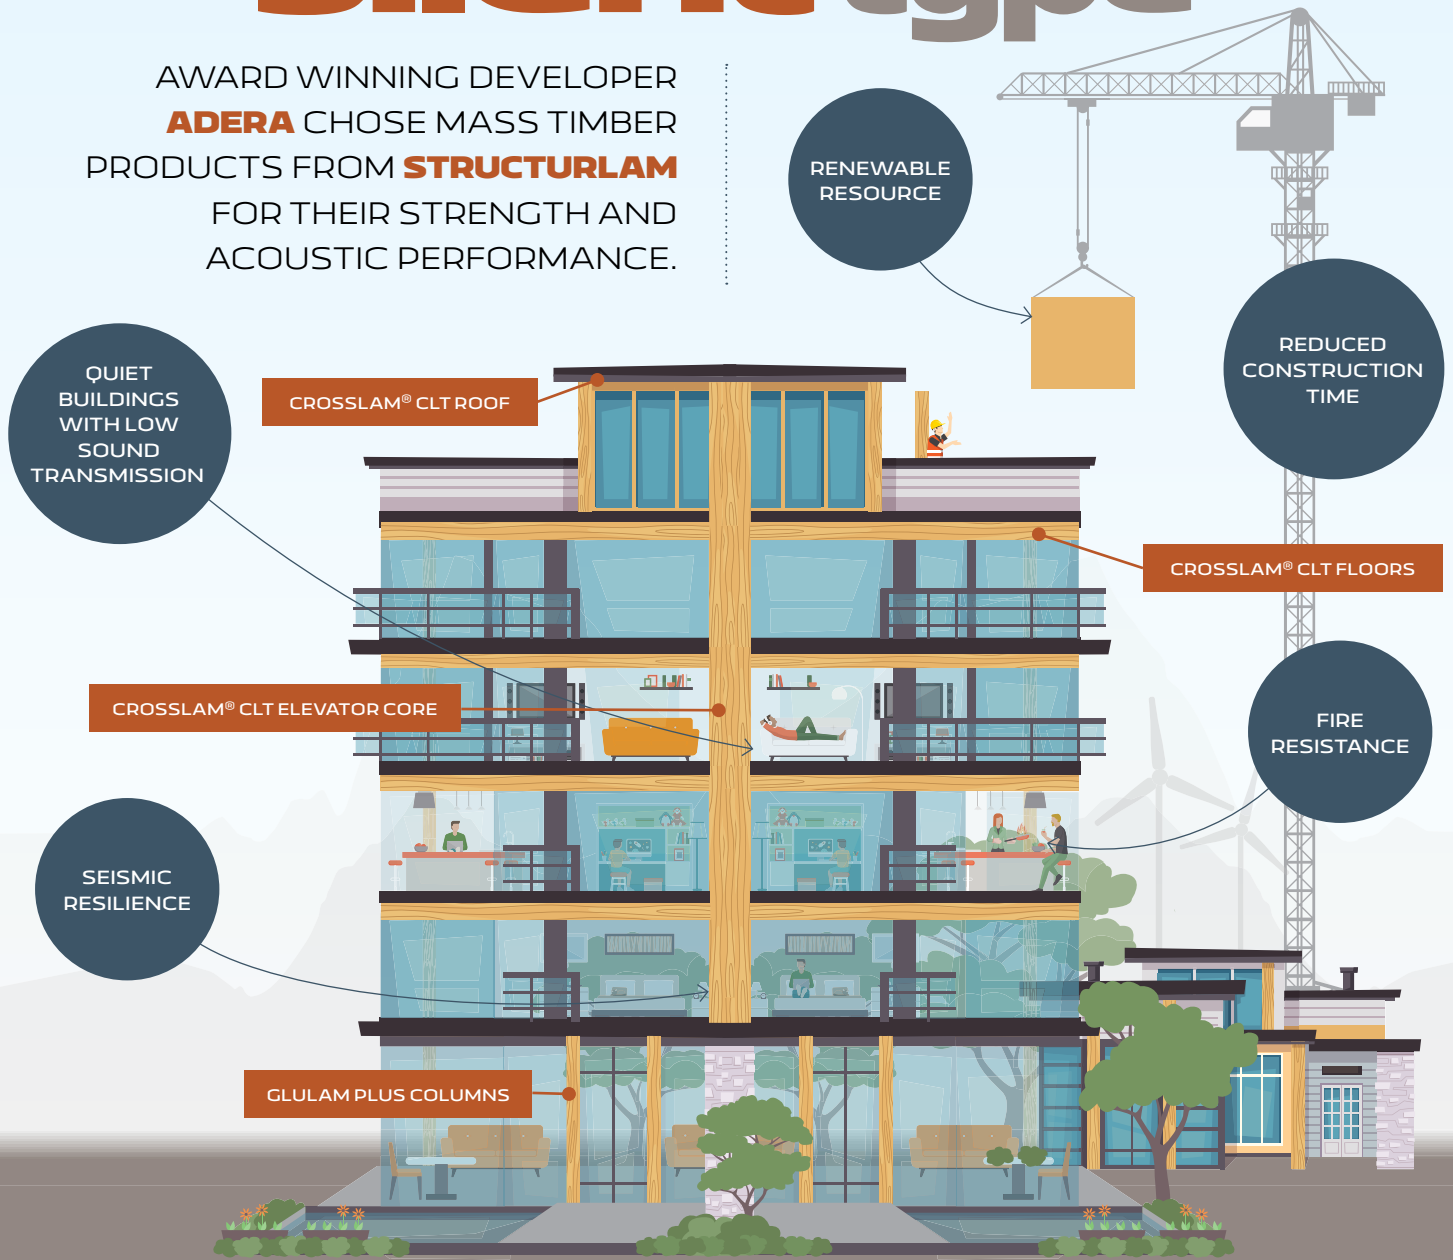 silent type
AWARD WINNING DEVELOPER
ADERA CHOSE MASS TIMBER
PRODUCTS FROM STRUCTURLAM
FOR THEIR STRENGTH AND
ACOUSTIC PERFORMANCE.
RENEWABLE
RESOURCE
REDUCED
CONSTRUCTION
TIME
QUIET
BUILDINGS
WITH LOW
SOUND
TRANSMISSION
CROSSLAM® CLT ROOF
CROSSLAM® CLT FLOORS
CROSSLAM® CLT ELEVATOR CORE
FIRE
RESISTANCE
SEISMIC
RESILIENCE
GLULAM PLUS COLUMNS